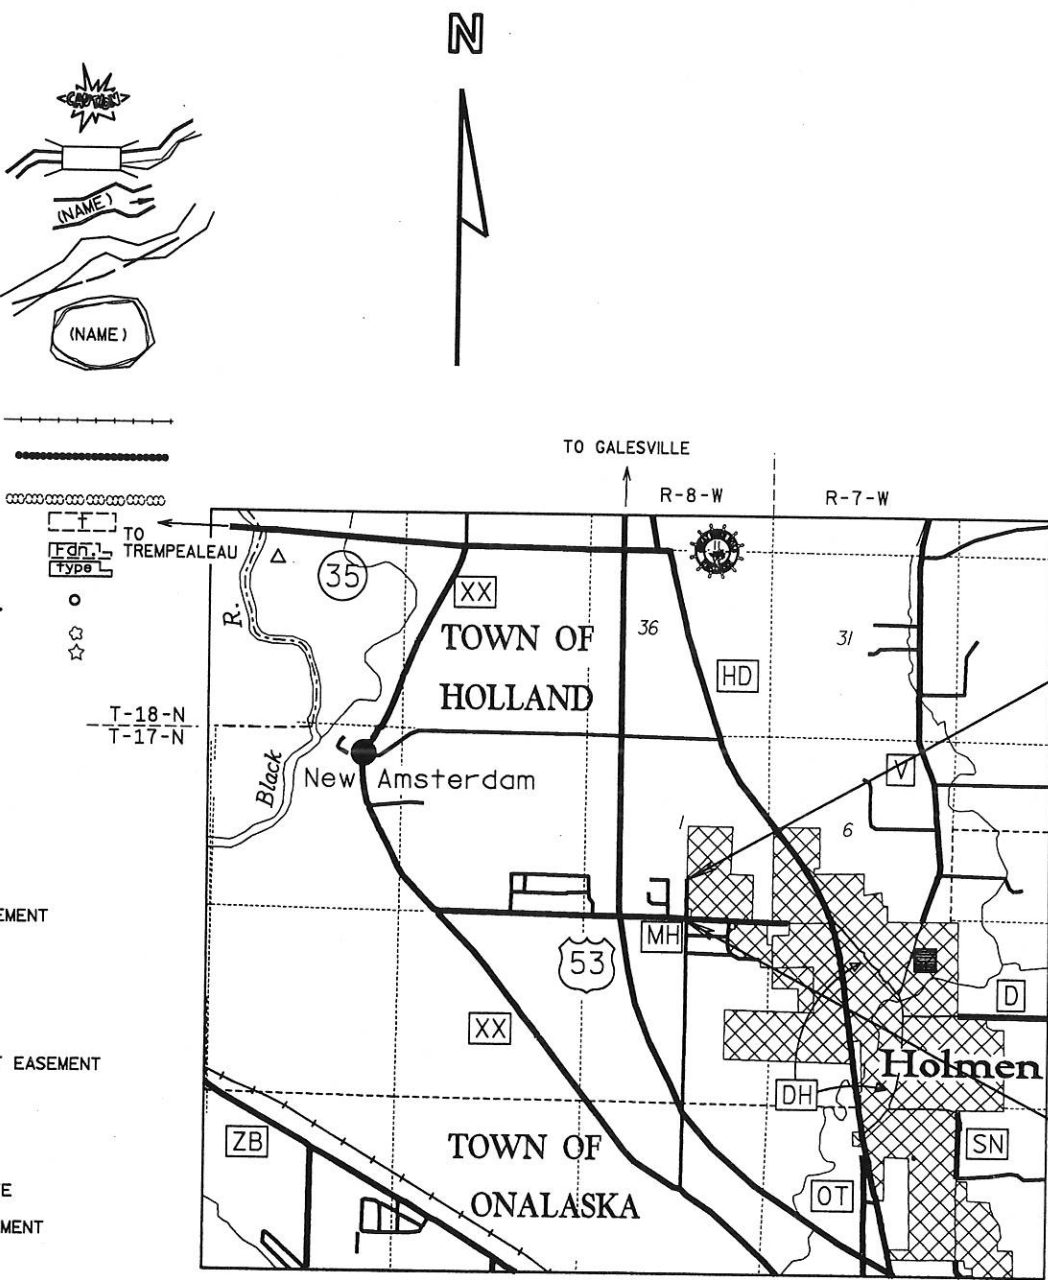 N
CAUTION
(NAME)
(NAME)
TO GALESVILLE
R-8-W
R-7-W
TO
TREMPEALEAU
Fdn.
type
35
XX
R.
TOWN OF
HOLLAND
36
31
HD
T-18-N
T-17-N
Black
New Amsterdam
V
1
6
EMENT
MH
53
D
XX
EASEMENT
Holmen
DH
ZB
TOWN OF
ONALASKA
SN
OT
E
MENT